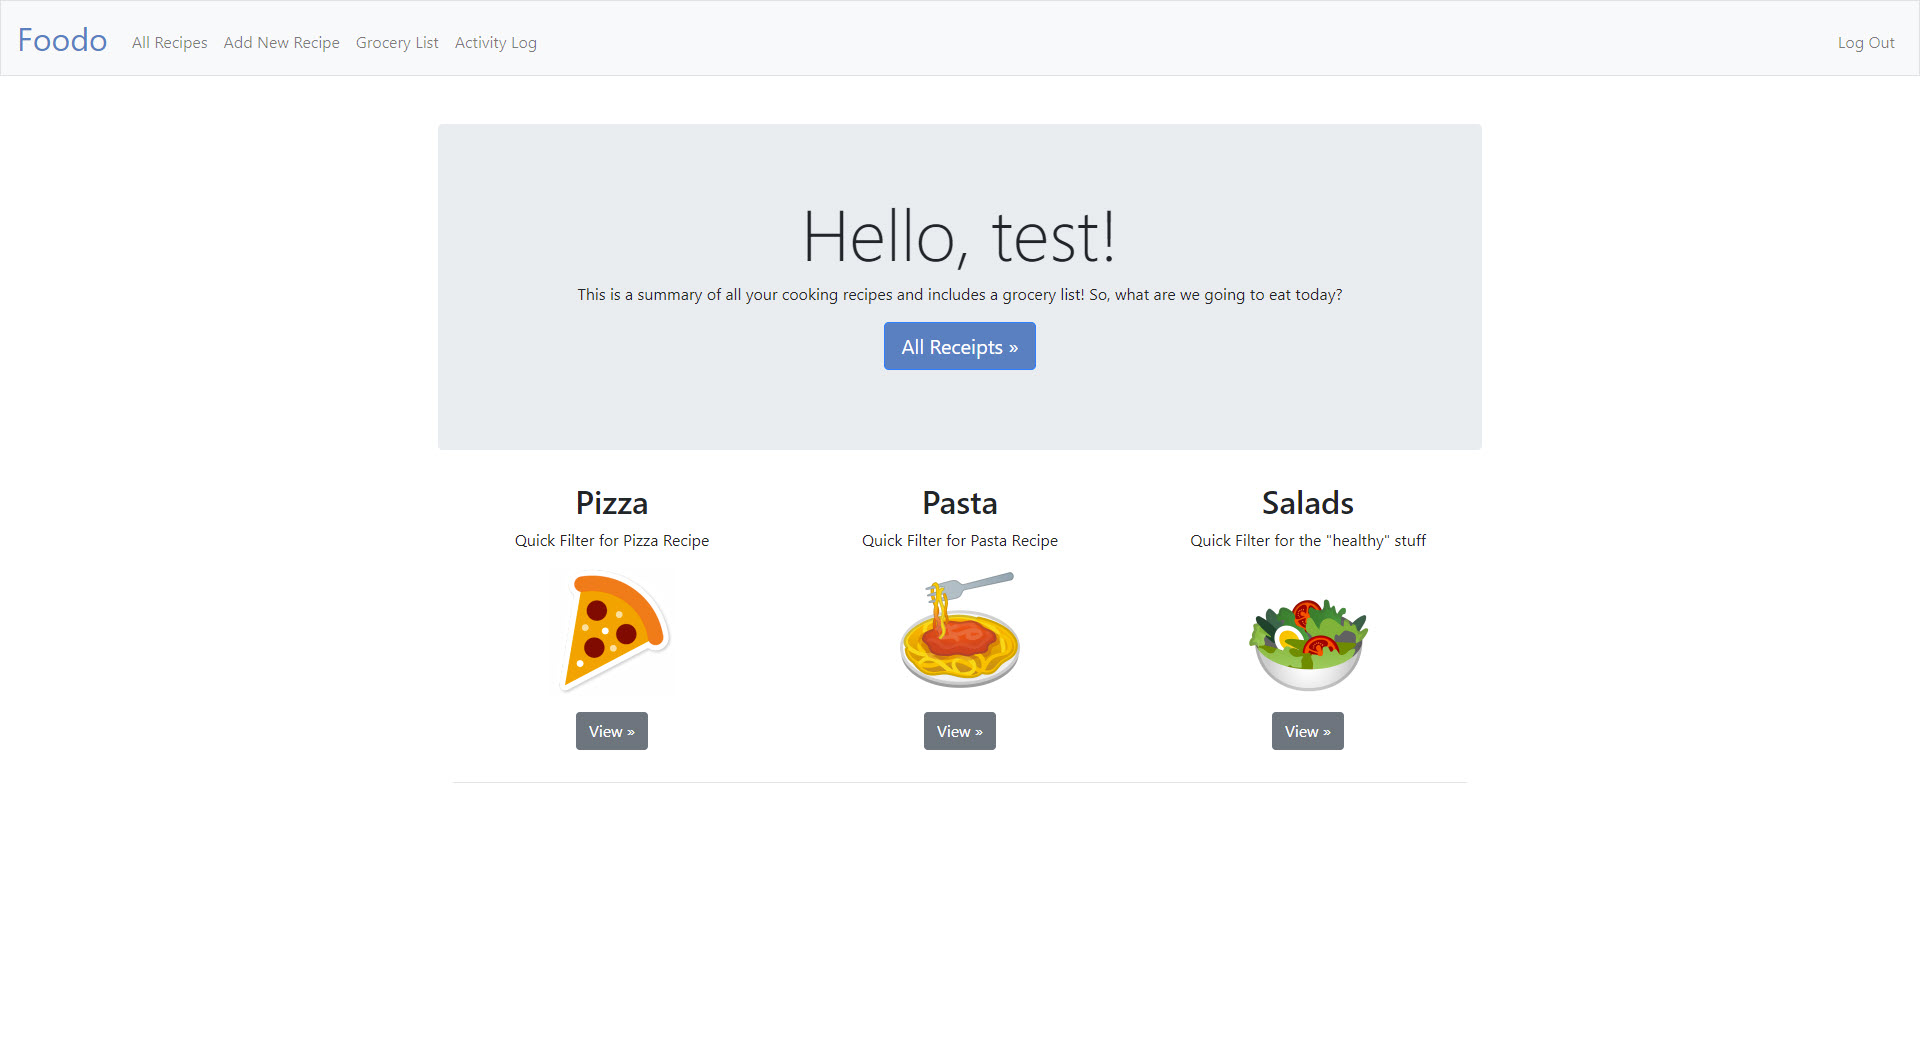 Foodo
All Recipes
Add New Recipe
Grocery List
Activity Log
Log Out
Hello, test!
This is a summary of all your cooking recipes and includes a grocery list! So, what are we going to eat today?
All Receipts »
Pizza
Quick Filter for Pizza Recipe
View »
Pasta
Quick Filter for Pasta Recipe
View »
Salads
Quick Filter for the "healthy" stuff
View »